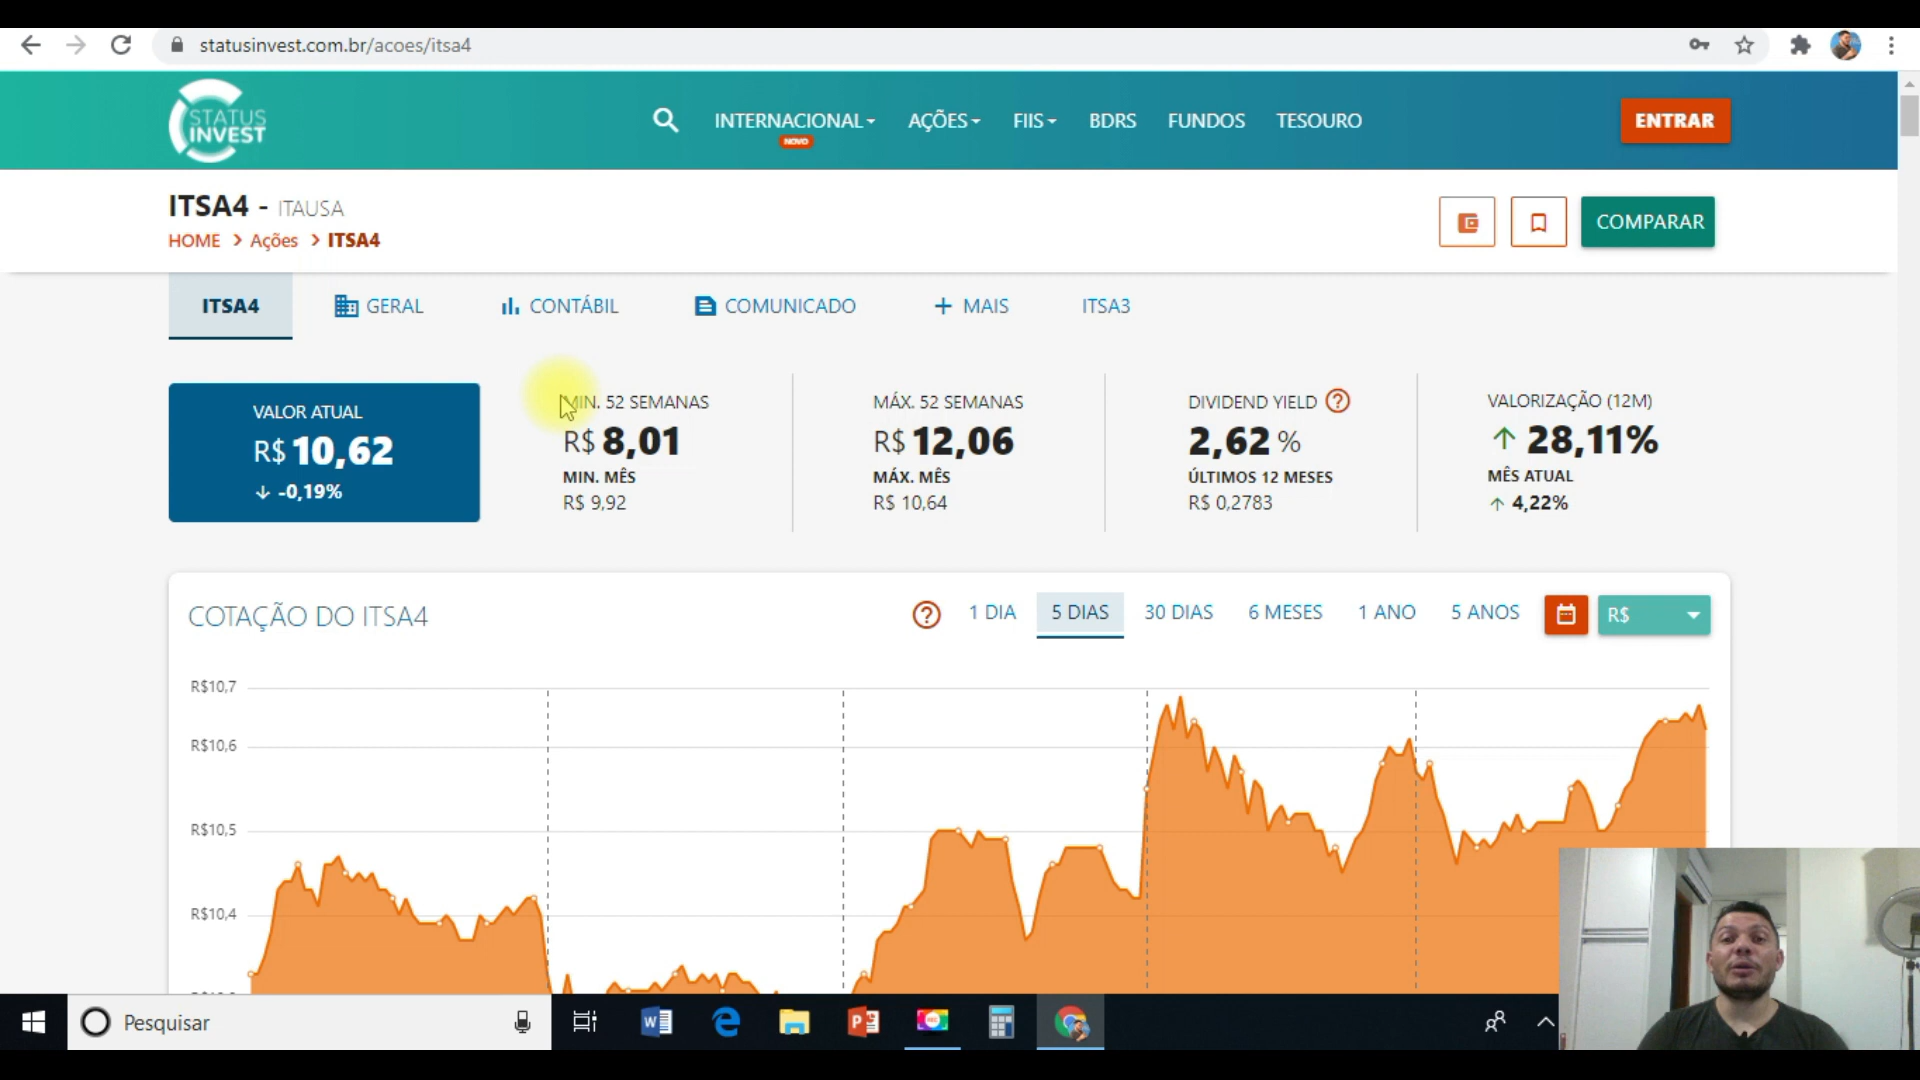 statusinvest.com.br/acoes/itsa4
STATUS
INVEST
INTERNACIONAL
NOVO
AÇÕES
FIIS
BDRS
FUNDOS
TESOURO
ENTRAR
ITSA4 - ITAUSA
HOME > Ações > ITSA4
COMPARAR
ITSA4
GERAL
CONTÁBIL
COMUNICADO
+ MAIS
ITSA3
VALOR ATUAL
R$ 10,62
-0,19%
MIN. 52 SEMANAS
R$ 8,01
MIN. MÊS
R$ 9,92
MÁX. 52 SEMANAS
R$ 12,06
MÁX. MÊS
R$ 10,64
DIVIDEND YIELD ?
2,62 %
ÚLTIMOS 12 MESES
R$ 0,2783
VALORIZAÇÃO (12M)
28,11%
MÊS ATUAL
4,22%
COTAÇÃO DO ITSA4
?
1 DIA
5 DIAS
30 DIAS
6 MESES
1 ANO
5 ANOS
R$
R$10,7
R$10,6
R$10,5
R$10,4
Pesquisar